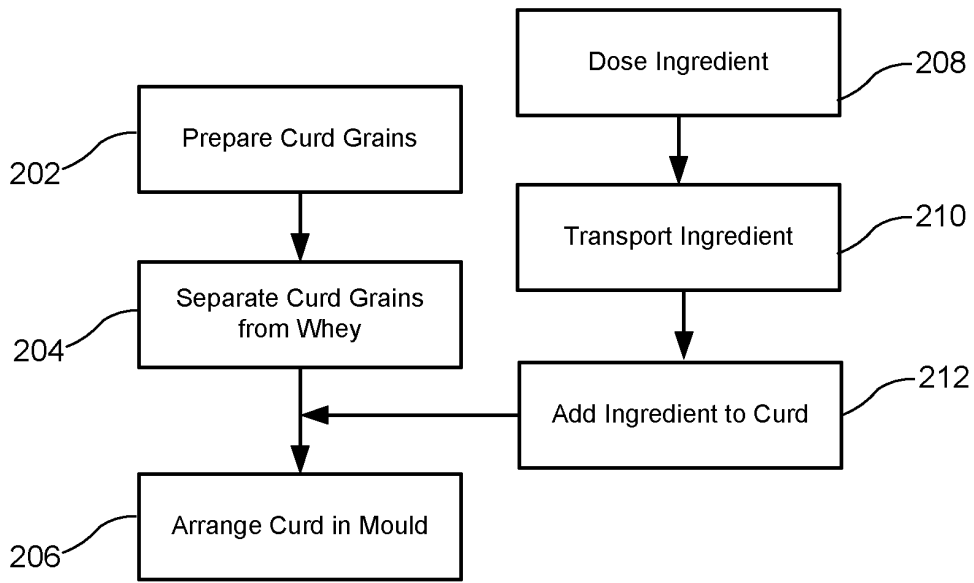 Dose Ingredient
208
Prepare Curd Grains
202
Transport Ingredient
210
Separate Curd Grains
from Whey
204
Add Ingredient to Curd
212
Arrange Curd in Mould
206